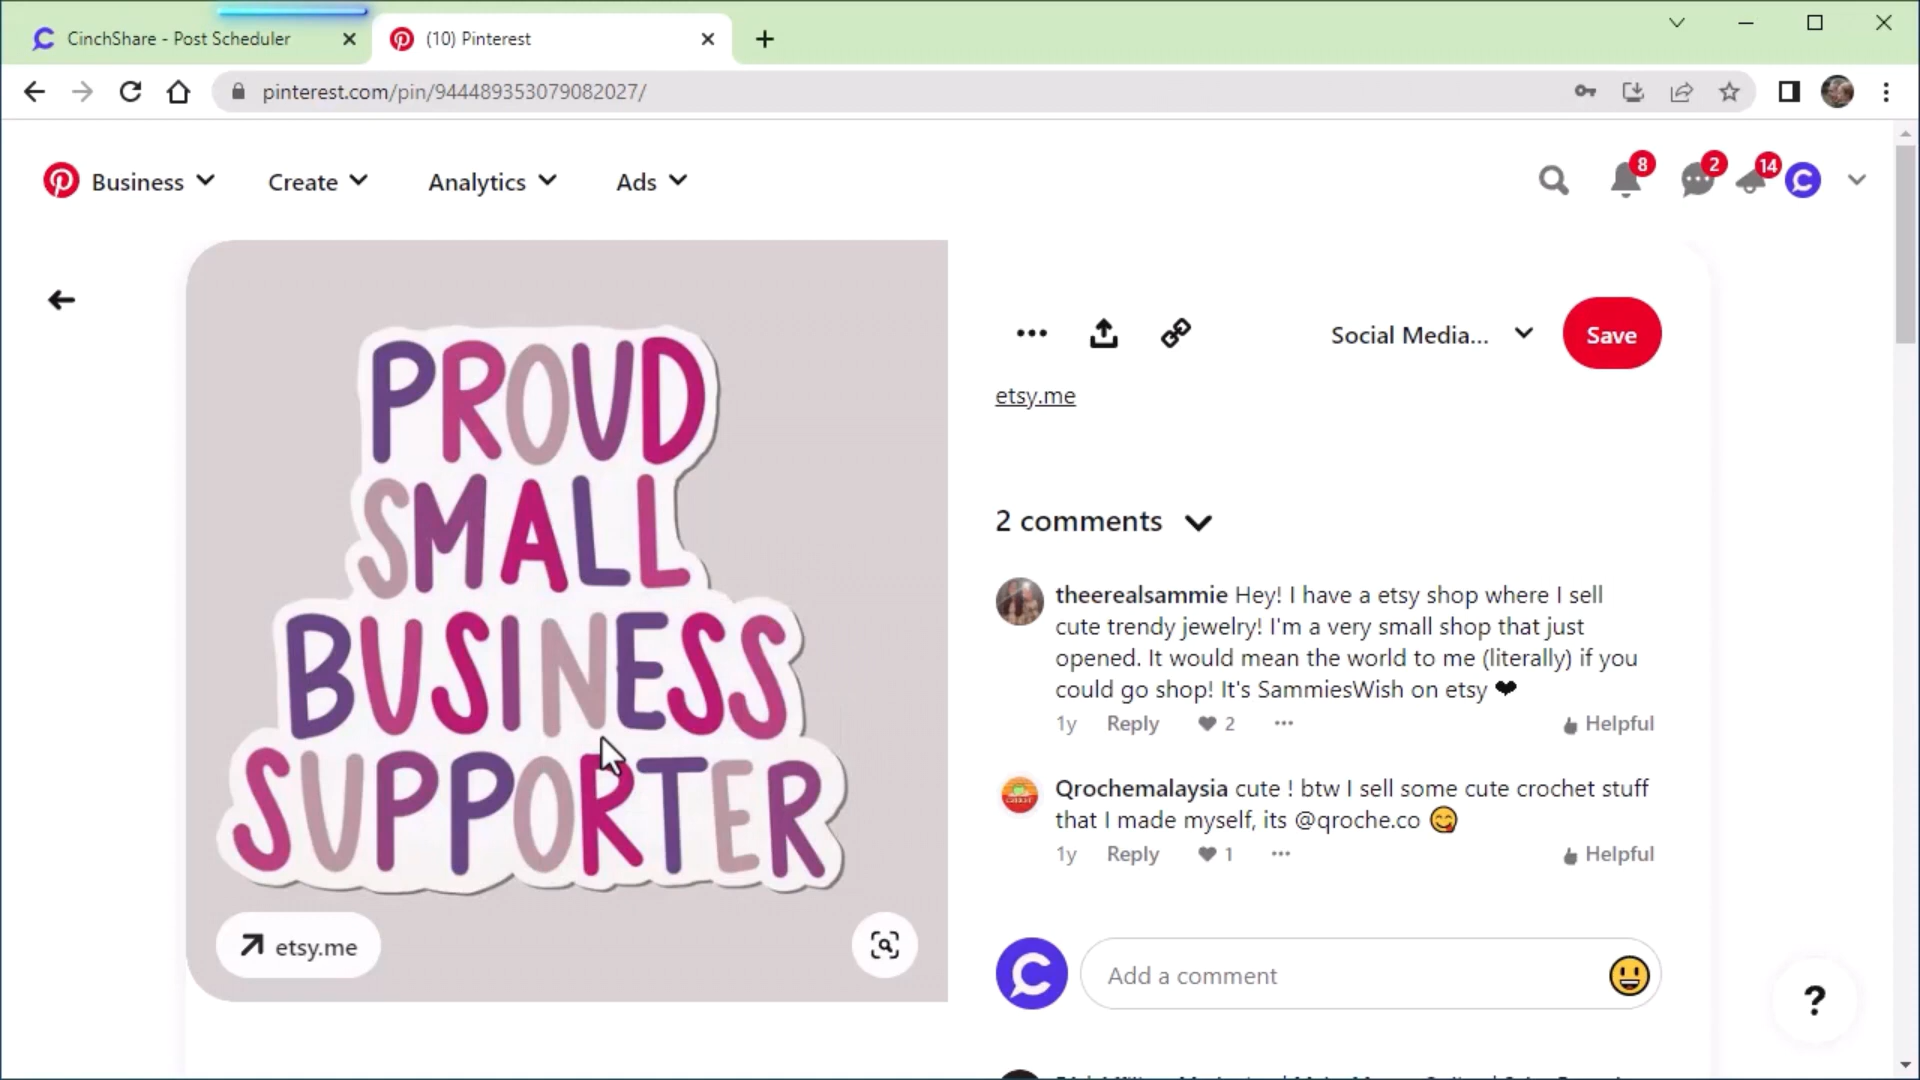 CinchShare - Post Scheduler
(10) Pinterest
pinterest.com/pin/944489353079082027/
Business
Create
Analytics
Ads
8
2
14
PROUD
SMALL
BUSINESS
SUPPORTER
etsy.me
Social Media...
Save
etsy.me
2 comments
theerealsammie Hey! I have a etsy shop where I sell
cute trendy jewelry! I'm a very small shop that just
opened. It would mean the world to me (literally) if you
could go shop! It's SammiesWish on etsy ❤
1y Reply 2 ... Helpful
Qrochemalaysia cute ! btw I sell some cute crochet stuff
that I made myself, its @qroche.co 😋
1y Reply 1 ... Helpful
Add a comment
?